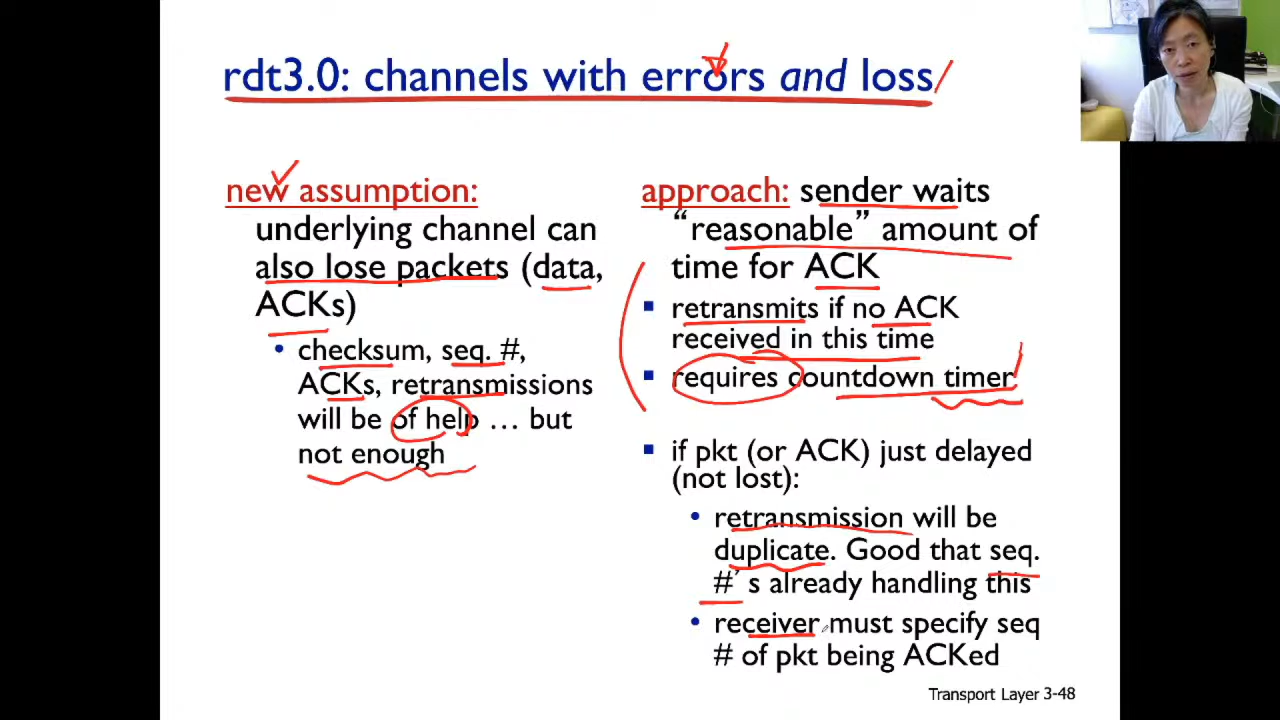 rdt3.0: channels with errors and loss
new assumption:
underlying channel can
also lose packets (data,
ACKs)
• checksum, seq. #,
ACKs, retransmissions
will be of help … but
not enough
approach: sender waits
“reasonable” amount of
time for ACK
▪ retransmits if no ACK
received in this time
▪ requires countdown timer
▪ if pkt (or ACK) just delayed
(not lost):
• retransmission will be
duplicate. Good that seq.
#’s already handling this
• receiver must specify seq
# of pkt being ACKed
Transport Layer 3-48